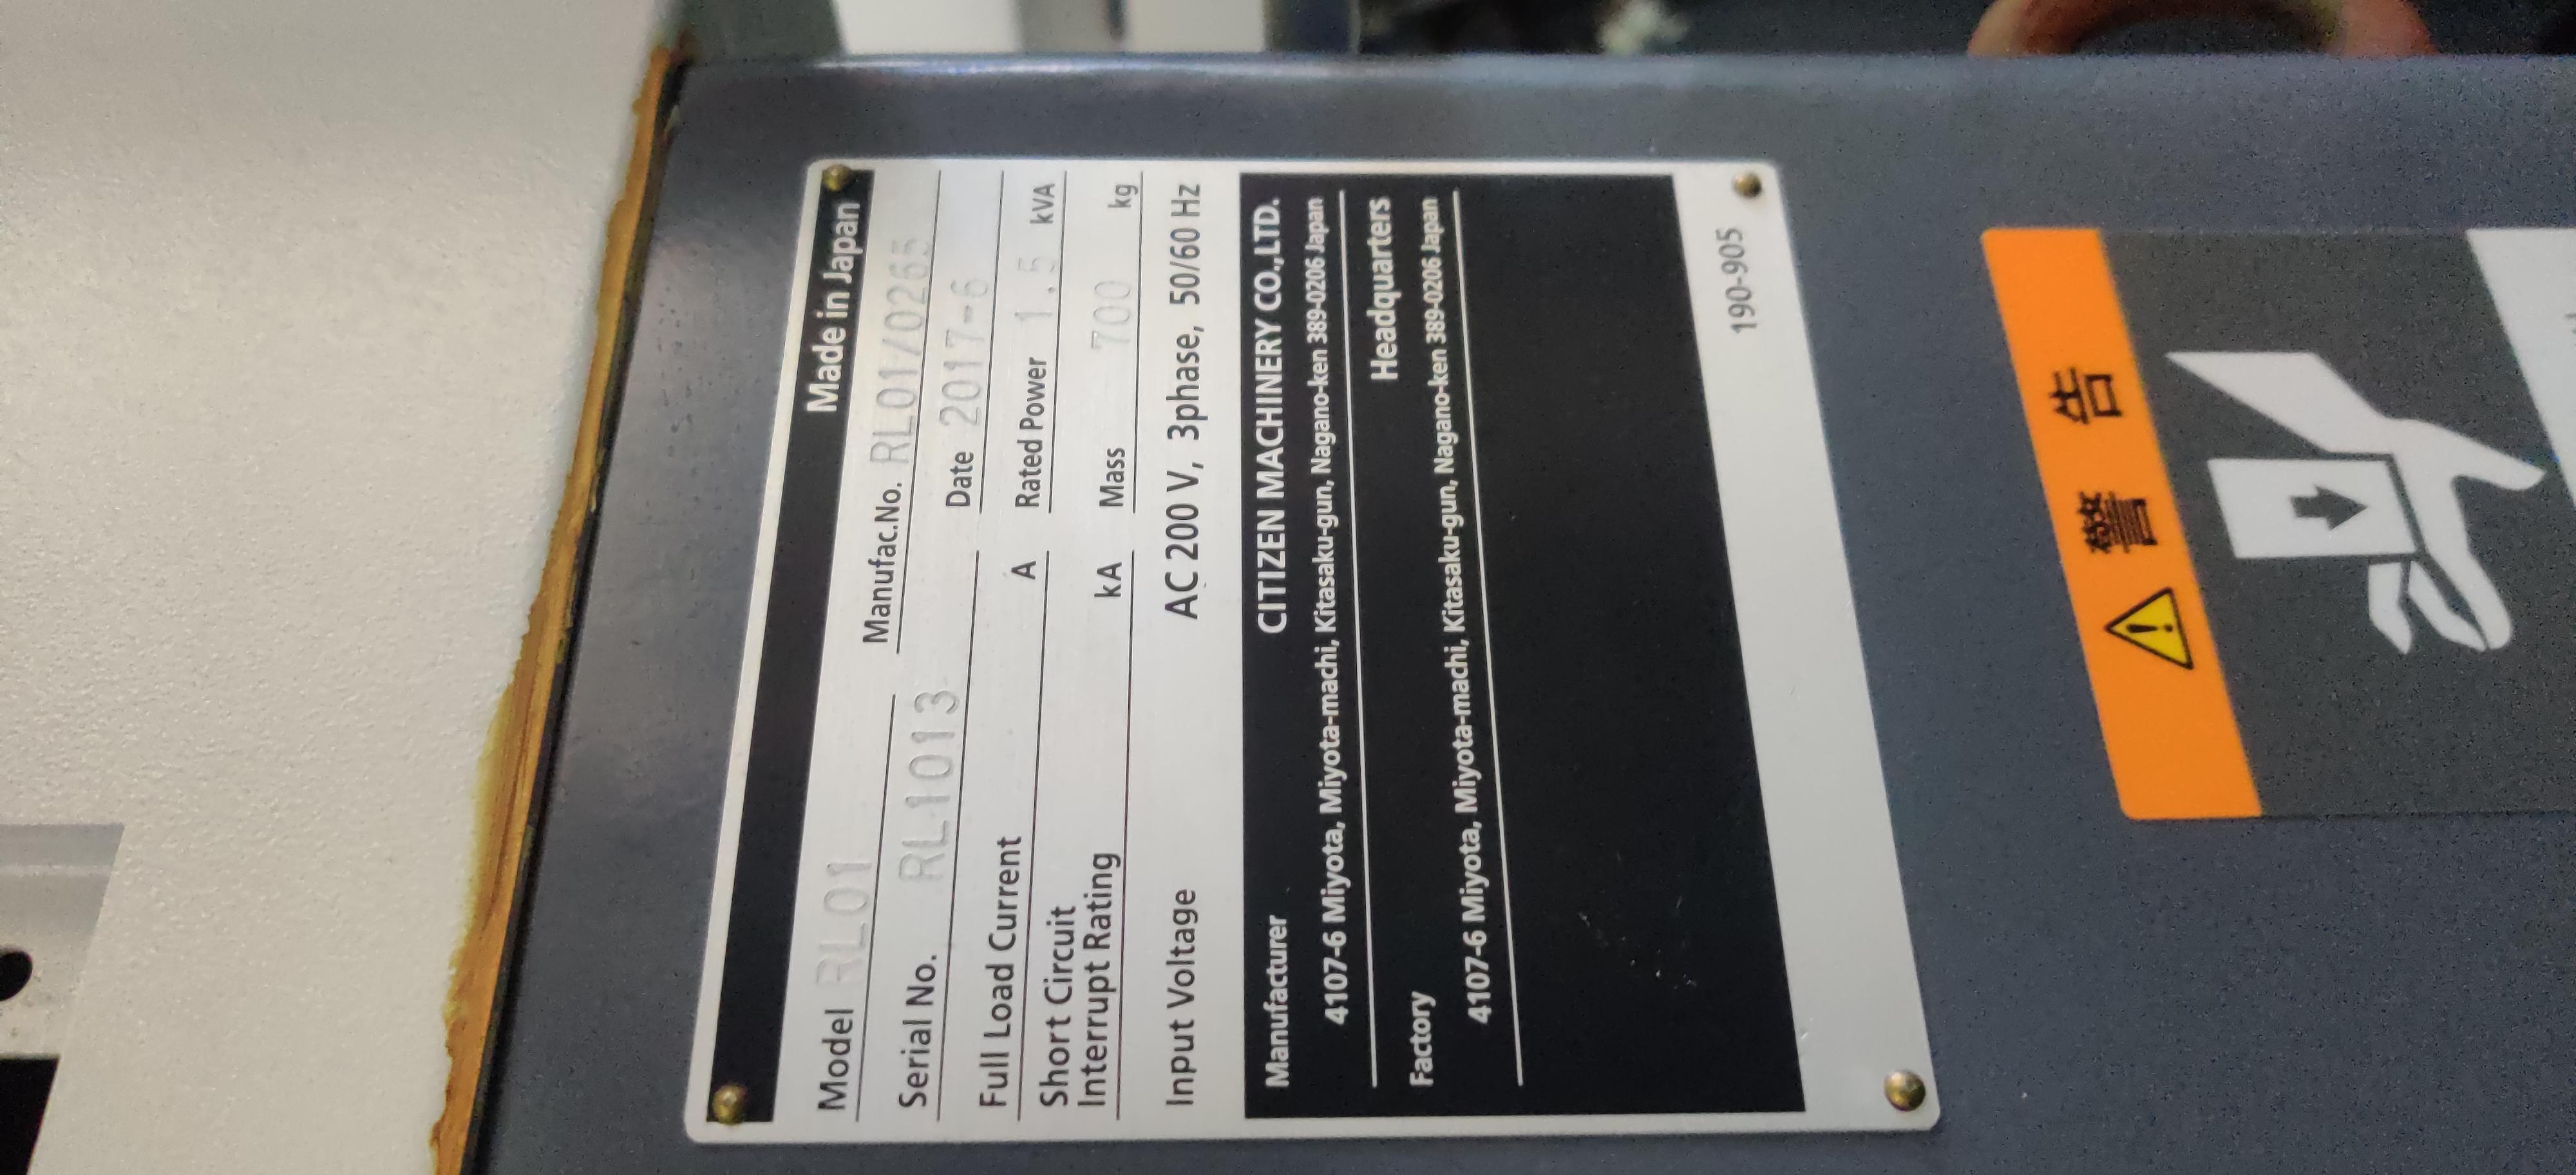 Made in Japan
Model RL01 Manufac.No. RL01/0265
Serial No. RL1013 Date 2017-6
Full Load Current A Rated Power 1.5 kVA
Short Circuit
Interrupt Rating kA Mass 700 kg
Input Voltage AC 200 V, 3phase, 50/60 Hz
Manufacturer CITIZEN MACHINERY CO.,LTD.
4107-6 Miyota, Miyota-machi, Kitasaku-gun, Nagano-ken 389-0206 Japan
Headquarters
Factory
4107-6 Miyota, Miyota-machi, Kitasaku-gun, Nagano-ken 389-0206 Japan
190-905
警告